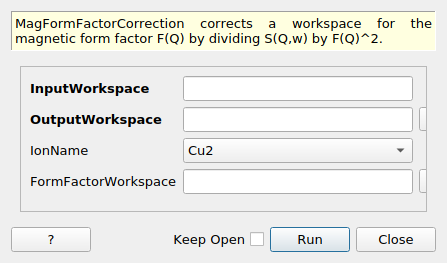 MagFormFactorCorrection corrects a workspace for the
magnetic form factor F(Q) by dividing S(Q,w) by F(Q)^2.
InputWorkspace
OutputWorkspace
IonName Cu2
FormFactorWorkspace
? Keep Open Run Close